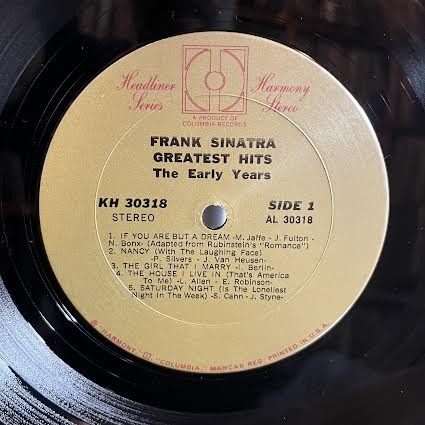 Headliner Harmony
Series Stereo
A PRODUCT OF
COLUMBIA RECORDS
FRANK SINATRA
GREATEST HITS
The Early Years
KH 30318 SIDE 1
STEREO AL 30318
1. IF YOU ARE BUT A DREAM -M. Jaffe - J. Fulton -
N. Bonx- (Adapted from Rubinstein's "Romance")
2. NANCY (With The Laughing Face)
-P. Silvers - J. Van Heusen-
3. THE GIRL THAT I MARRY -I. Berlin-
4. THE HOUSE I LIVE IN (That's America
To Me) -L. Allen - E. Robinson-
5. SATURDAY NIGHT (Is The Loneliest
Night In The Week) -S. Cahn - J. Styne-
® "HARMONY", "COLUMBIA", MARCAS REG. PRINTED IN U.S.A.